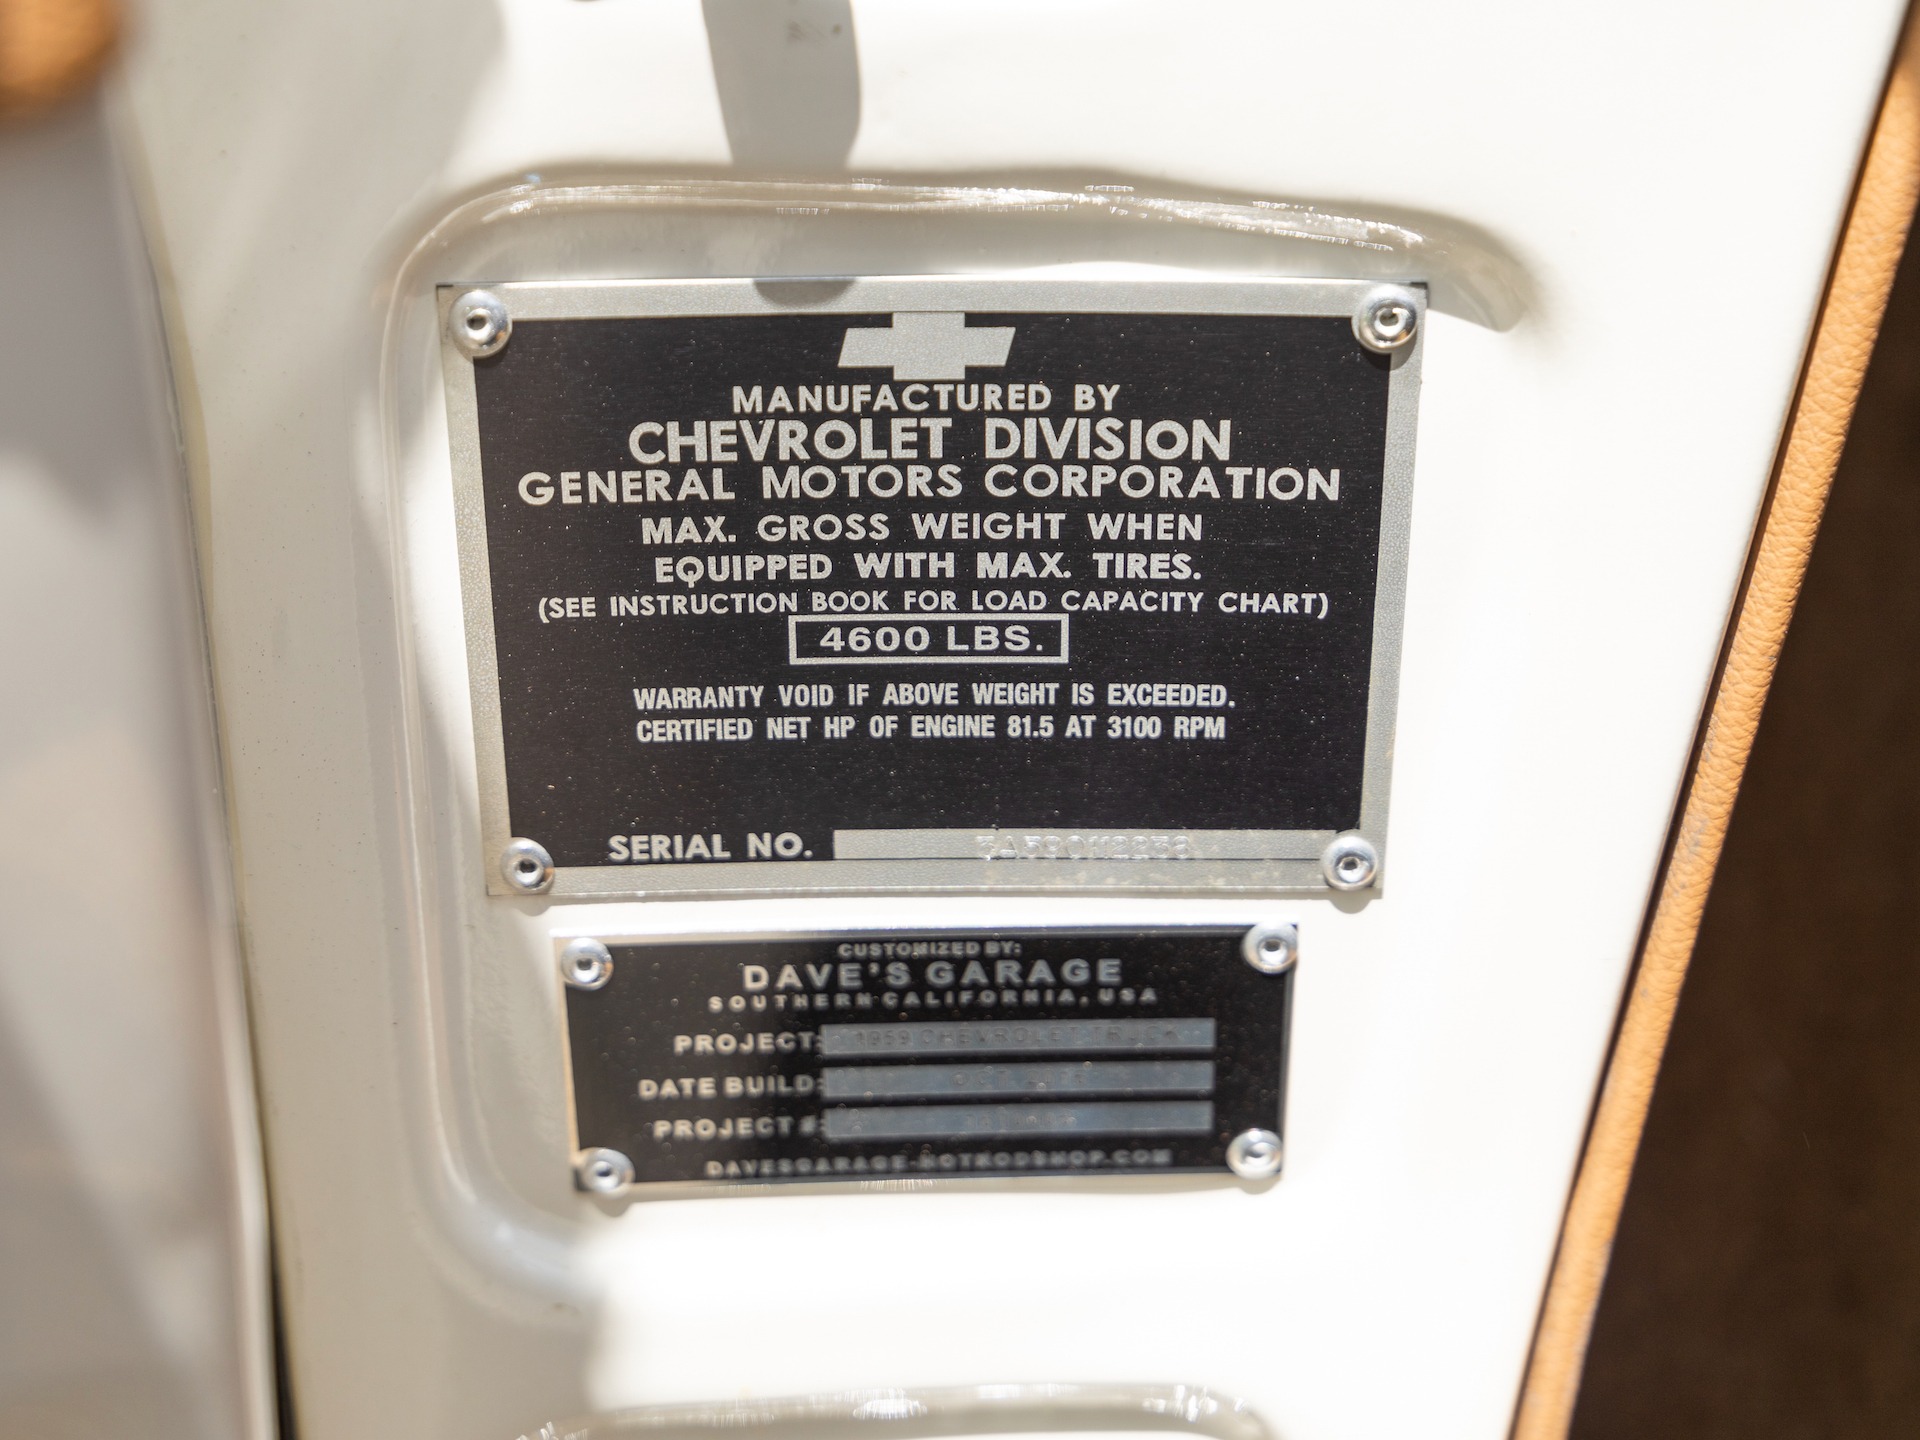 MANUFACTURED BY
CHEVROLET DIVISION
GENERAL MOTORS CORPORATION
MAX. GROSS WEIGHT WHEN
EQUIPPED WITH MAX. TIRES.
(SEE INSTRUCTION BOOK FOR LOAD CAPACITY CHART)
4600 LBS.
WARRANTY VOID IF ABOVE WEIGHT IS EXCEEDED.
CERTIFIED NET HP OF ENGINE 81.5 AT 3100 RPM
SERIAL NO.
CUSTOMIZED BY:
DAVE'S GARAGE
SOUTHERN CALIFORNIA, USA
PROJECT: 1959 CHEVROLET TRUCK
DATE BUILD:
PROJECT #:
DAVESGARAGE-HOTRODSHOP.COM